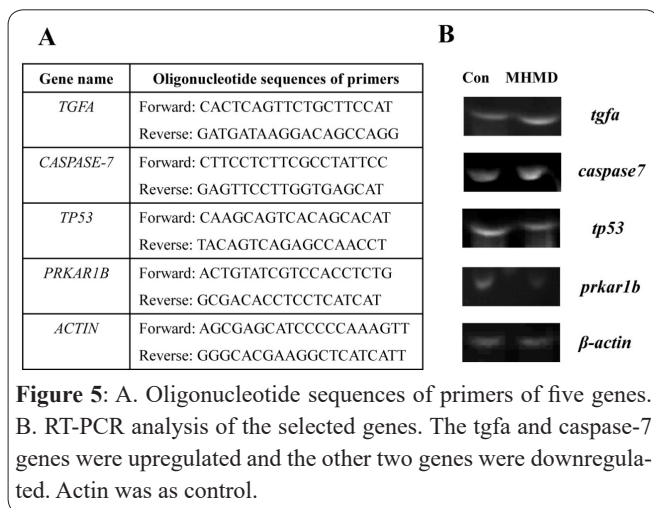 A
Gene name Oligonucleotide sequences of primers
TGFA Forward: CACTCAGTTCTGCTTCCAT
Reverse: GATGATAAGGACAGCCAGG
CASPASE-7 Forward: CTTCCTCTTCGCCTATTCC
Reverse: GAGTTCCTTGGTGAGCAT
TP53 Forward: CAAGCAGTCACAGCACAT
Reverse: TACAGTCAGAGCCAACCT
PRKAR1B Forward: ACTGTATCGTCCACCTCTG
Reverse: GCGACACCTCCTCATCAT
ACTIN Forward: AGCGAGCATCCCCCAAAGTT
Reverse: GGGCACGAAGGCTCATCATT
B
Con MHMD
tgfa
caspase7
tp53
prkar1b
β-actin
Figure 5: A. Oligonucleotide sequences of primers of five genes.
B. RT-PCR analysis of the selected genes. The tgfa and caspase-7
genes were upregulated and the other two genes were downregula-
ted. Actin was as control.